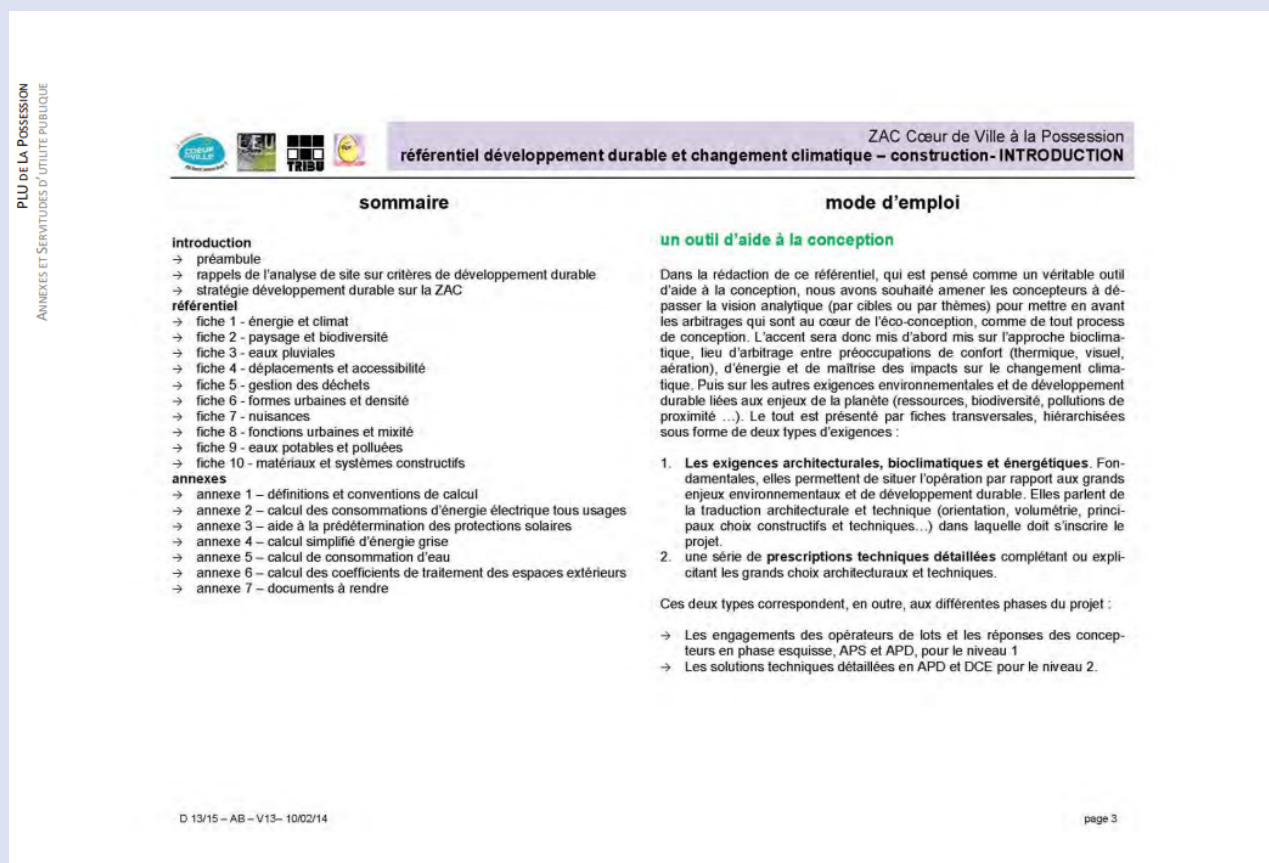 PLU DE LA POSSESSION
ANNEXES ET SERVITUDES D'UTILITE PUBLIQUE
COEUR
DE VILLE
LEU
TRIBU
ZAC Cœur de Ville à la Possession
référentiel développement durable et changement climatique – construction- INTRODUCTION
sommaire
introduction
→ préambule
→ rappels de l'analyse de site sur critères de développement durable
→ stratégie développement durable sur la ZAC
référentiel
→ fiche 1 - énergie et climat
→ fiche 2 - paysage et biodiversité
→ fiche 3 - eaux pluviales
→ fiche 4 - déplacements et accessibilité
→ fiche 5 - gestion des déchets
→ fiche 6 - formes urbaines et densité
→ fiche 7 - nuisances
→ fiche 8 - fonctions urbaines et mixité
→ fiche 9 - eaux potables et polluées
→ fiche 10 - matériaux et systèmes constructifs
annexes
→ annexe 1 – définitions et conventions de calcul
→ annexe 2 – calcul des consommations d'énergie électrique tous usages
→ annexe 3 – aide à la prédétermination des protections solaires
→ annexe 4 – calcul simplifié d'énergie grise
→ annexe 5 – calcul de consommation d'eau
→ annexe 6 – calcul des coefficients de traitement des espaces extérieurs
→ annexe 7 – documents à rendre
mode d'emploi
un outil d'aide à la conception
Dans la rédaction de ce référentiel, qui est pensé comme un véritable outil
d'aide à la conception, nous avons souhaité amener les concepteurs à dé-
passer la vision analytique (par cibles ou par thèmes) pour mettre en avant
les arbitrages qui sont au cœur de l'éco-conception, comme de tout process
de conception. L'accent sera donc mis d'abord mis sur l'approche bioclima-
tique, lieu d'arbitrage entre préoccupations de confort (thermique, visuel,
aération), d'énergie et de maîtrise des impacts sur le changement clima-
tique. Puis sur les autres exigences environnementales et de développement
durable liées aux enjeux de la planète (ressources, biodiversité, pollutions de
proximité …). Le tout est présenté par fiches transversales, hiérarchisées
sous forme de deux types d'exigences :
1. Les exigences architecturales, bioclimatiques et énergétiques. Fon-
damentales, elles permettent de situer l'opération par rapport aux grands
enjeux environnementaux et de développement durable. Elles parlent de
la traduction architecturale et technique (orientation, volumétrie, princi-
paux choix constructifs et techniques…) dans laquelle doit s'inscrire le
projet.
2. une série de prescriptions techniques détaillées complétant ou expli-
citant les grands choix architecturaux et techniques.
Ces deux types correspondent, en outre, aux différentes phases du projet :
→ Les engagements des opérateurs de lots et les réponses des concep-
teurs en phase esquisse, APS et APD, pour le niveau 1
→ Les solutions techniques détaillées en APD et DCE pour le niveau 2.
D 13/15 – AB – V13– 10/02/14
page 3